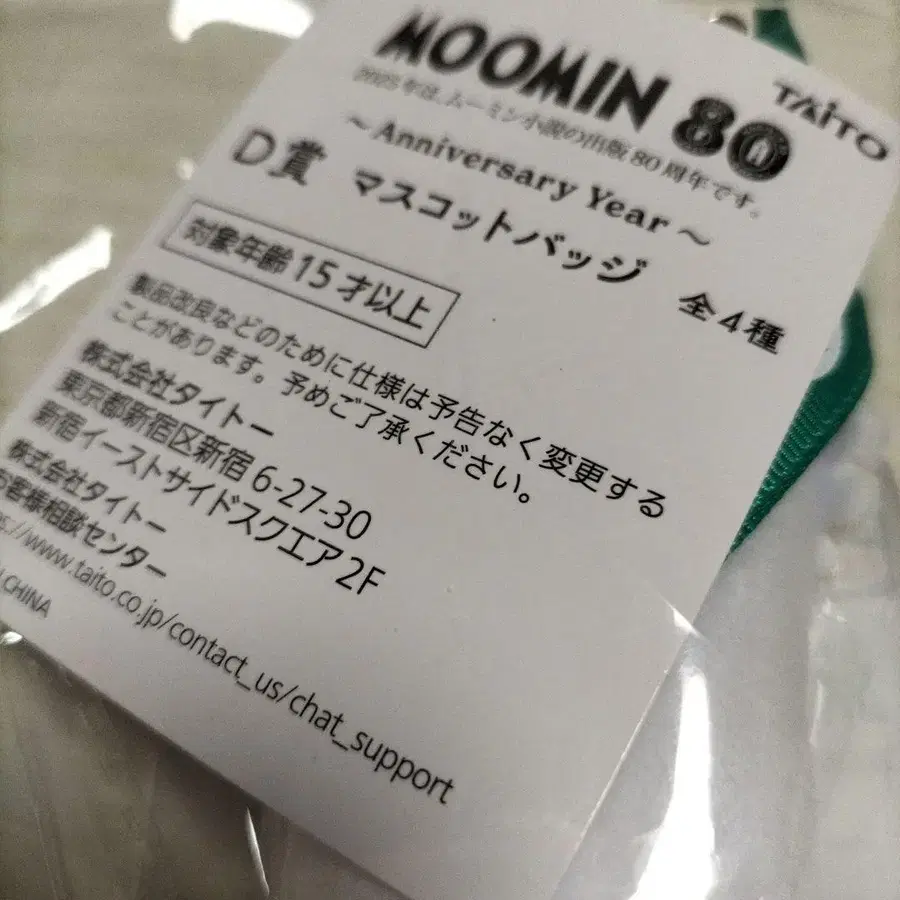 TAITO
MOOMIN 80
2025年は、ムーミン小説の出版80周年です。
～Anniversary Year～
D賞 マスコットバッジ 全4種
対象年齢15才以上
製品改良などのために仕様は予告なく変更する
ことがあります。予めご了承ください。
株式会社タイトー
東京都新宿区新宿6-27-30
新宿イーストサイドスクエア2F
株式会社タイトー
お客様相談センター
www.taito.co.jp/contact_us/chat_support
CHINA